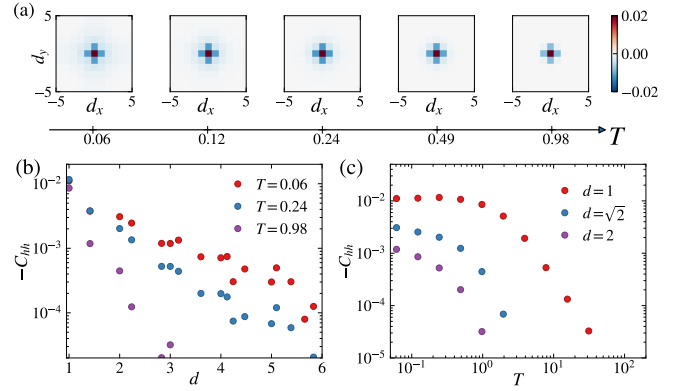 (a)
5
d_y
-5
-5 5
d_x
-5 5
d_x
-5 5
d_x
-5 5
d_x
-5 5
d_x
0.02
0.00
−0.02
0.06 0.12 0.24 0.49 0.98 T
(b)
10^{-2}
10^{-3}
10^{-4}
−C_{hh}
T = 0.06
T = 0.24
T = 0.98
1 2 3 4 5 6
d
(c)
10^{-2}
10^{-3}
10^{-4}
10^{-5}
−C_{hh}
d = 1
d = √2
d = 2
10^{-1} 10^{0} 10^{1} 10^{2}
T